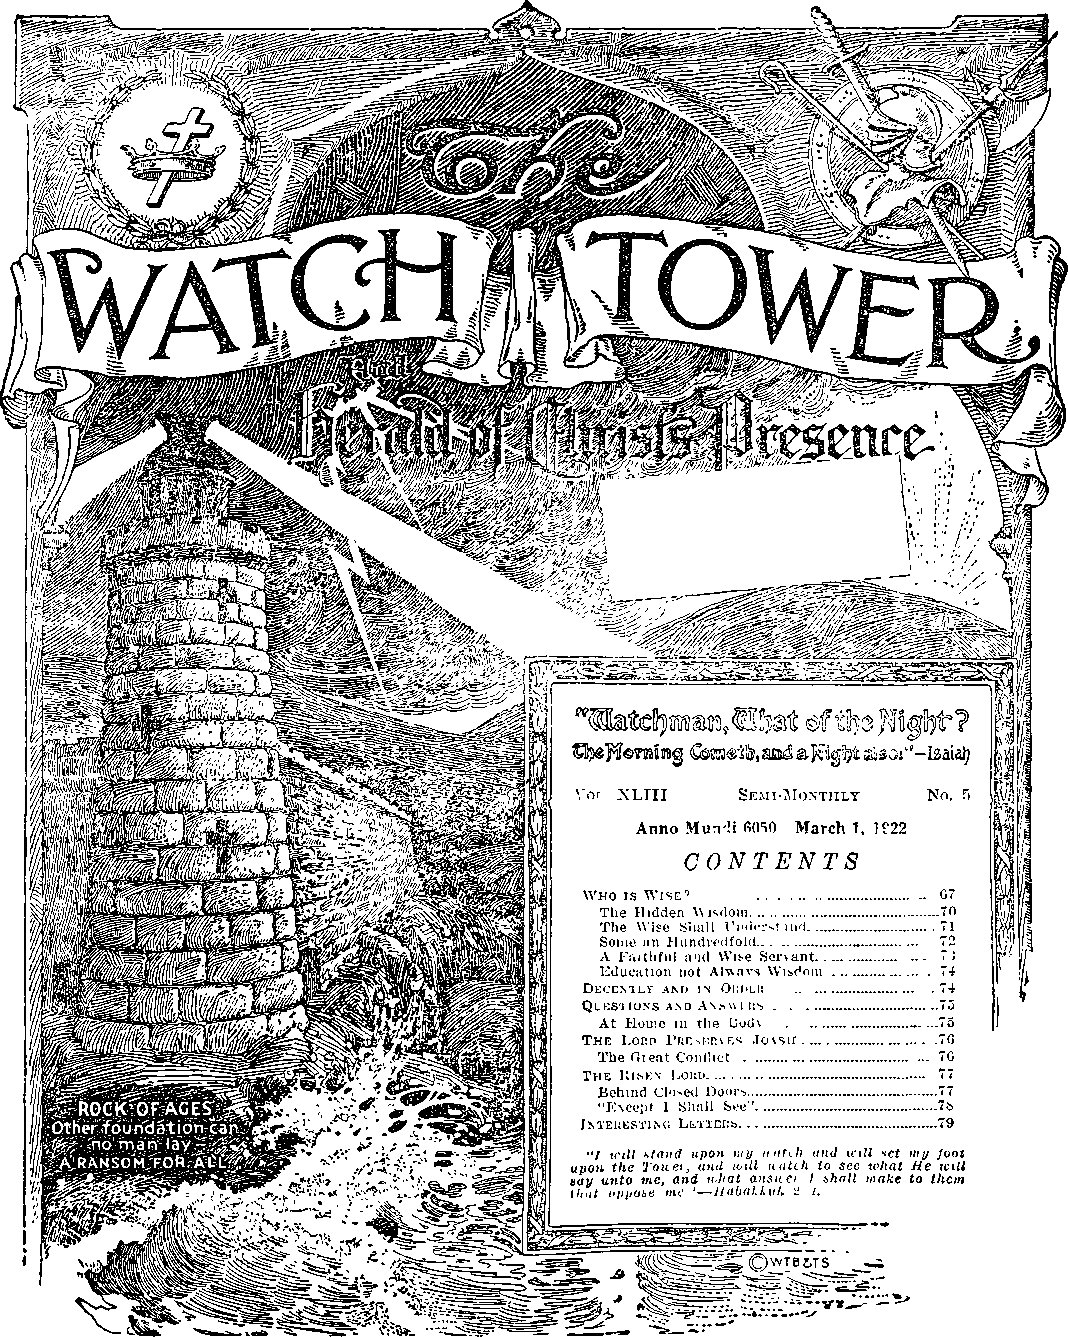 The
WATCH TOWER
And
Herald of Christ's Presence
"Watchman, What of the Night?
The Morning Cometh, and a Night also!"—Isaiah
Vol XLIII SEMI-MONTHLY No. 5
Anno Mundi 6050 March 1, 1922
CONTENTS
WHO IS WISE? 67
The Hidden Wisdom 70
The Wise Shall Understand 71
Some an Hundredfold 72
A Faithful and Wise Servant 73
Education not Always Wisdom 74
DECENTLY AND IN ORDER 74
QUESTIONS AND ANSWERS 75
At Home in the Body 75
THE LORD PRESERVES JOASH 76
The Great Conflict 76
THE RISEN LORD 77
Behind Closed Doors 77
"Except I Shall See" 78
INTERESTING LETTERS 79
"I will stand upon my watch and will set my foot
upon the Tower, and will watch to see what He will
say unto me, and what answer I shall make to them
that oppose me"—Habakkuk 2 1.
ROCK OF AGES
Other foundation can
no man lay
A RANSOM FOR ALL
©WTB&TS